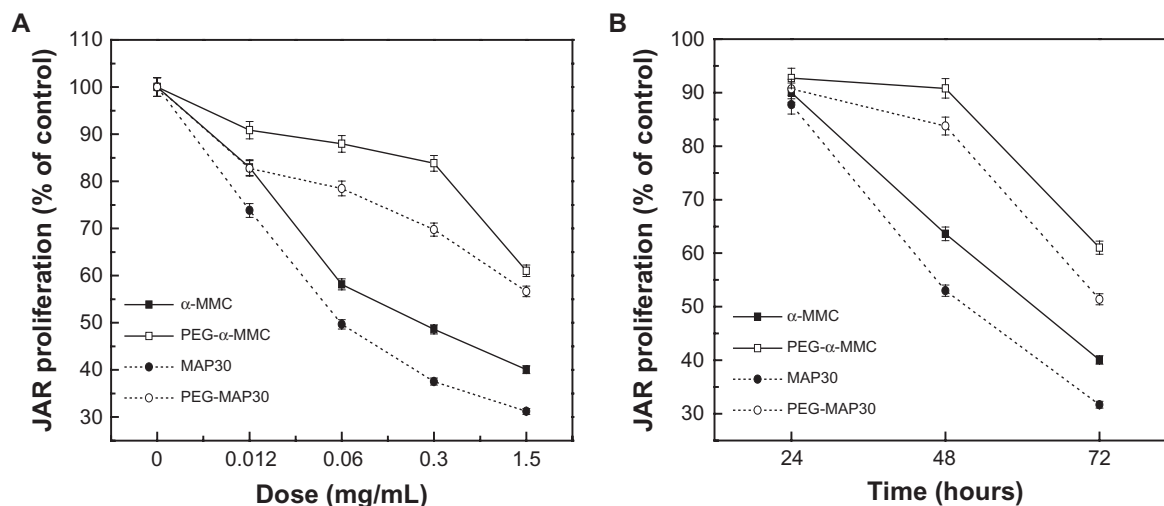 A
JAR proliferation (% of control)
110
100
90
80
70
60
50
40
30
α-MMC
PEG-α-MMC
MAP30
PEG-MAP30
0 0.012 0.06 0.3 1.5
Dose (mg/mL)
B
JAR proliferation (% of control)
100
90
80
70
60
50
40
30
α-MMC
PEG-α-MMC
MAP30
PEG-MAP30
24 48 72
Time (hours)